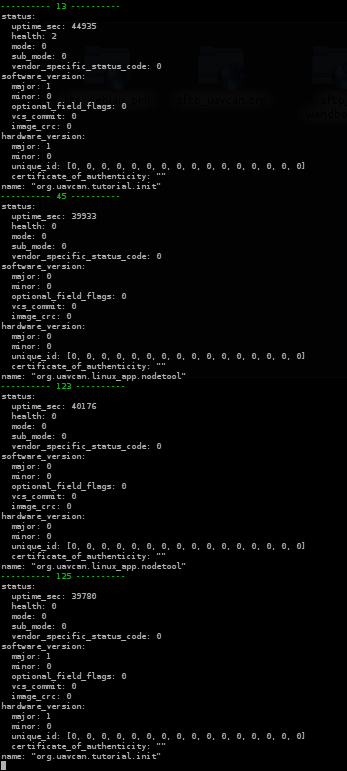 ---------- 13 ----------
status:
  uptime_sec: 44935
  health: 2
  mode: 0
  sub_mode: 0
  vendor_specific_status_code: 0
software_version:
  major: 1
  minor: 0
  optional_field_flags: 0
  vcs_commit: 0
  image_crc: 0
hardware_version:
  major: 1
  minor: 0
  unique_id: [0, 0, 0, 0, 0, 0, 0, 0, 0, 0, 0, 0, 0, 0, 0, 0]
  certificate_of_authenticity: ""
name: "org.uavcan.tutorial.init"
---------- 45 ----------
status:
  uptime_sec: 39933
  health: 0
  mode: 0
  sub_mode: 0
  vendor_specific_status_code: 0
software_version:
  major: 0
  minor: 0
  optional_field_flags: 0
  vcs_commit: 0
  image_crc: 0
hardware_version:
  major: 0
  minor: 0
  unique_id: [0, 0, 0, 0, 0, 0, 0, 0, 0, 0, 0, 0, 0, 0, 0, 0]
  certificate_of_authenticity: ""
name: "org.uavcan.linux_app.nodetool"
---------- 123 ----------
status:
  uptime_sec: 40176
  health: 0
  mode: 0
  sub_mode: 0
  vendor_specific_status_code: 0
software_version:
  major: 0
  minor: 0
  optional_field_flags: 0
  vcs_commit: 0
  image_crc: 0
hardware_version:
  major: 0
  minor: 0
  unique_id: [0, 0, 0, 0, 0, 0, 0, 0, 0, 0, 0, 0, 0, 0, 0, 0]
  certificate_of_authenticity: ""
name: "org.uavcan.linux_app.nodetool"
---------- 125 ----------
status:
  uptime_sec: 39780
  health: 0
  mode: 0
  sub_mode: 0
  vendor_specific_status_code: 0
software_version:
  major: 1
  minor: 0
  optional_field_flags: 0
  vcs_commit: 0
  image_crc: 0
hardware_version:
  major: 1
  minor: 0
  unique_id: [0, 0, 0, 0, 0, 0, 0, 0, 0, 0, 0, 0, 0, 0, 0, 0]
  certificate_of_authenticity: ""
name: "org.uavcan.tutorial.init"